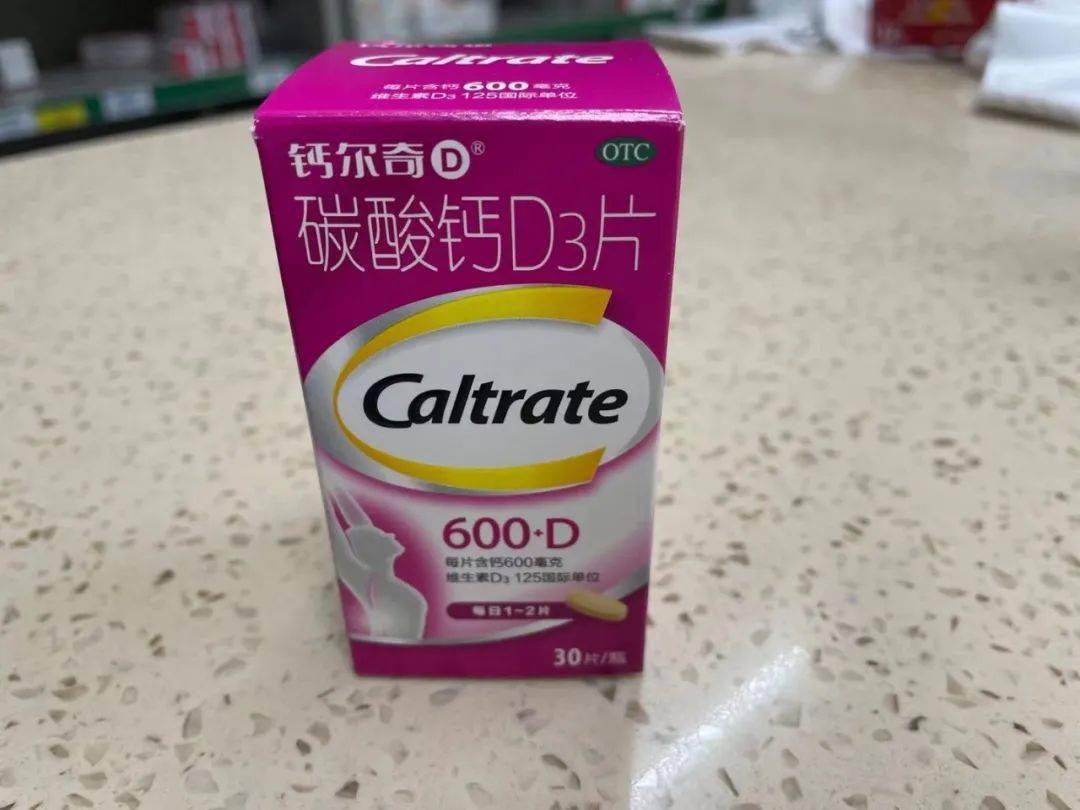 Caltrate
每片含钙600毫克
维生素D3 125国际单位
钙尔奇D®
OTC
碳酸钙D3片
Caltrate
600+D
每片含钙600毫克
维生素D3 125国际单位
每日1~2片
30片/瓶